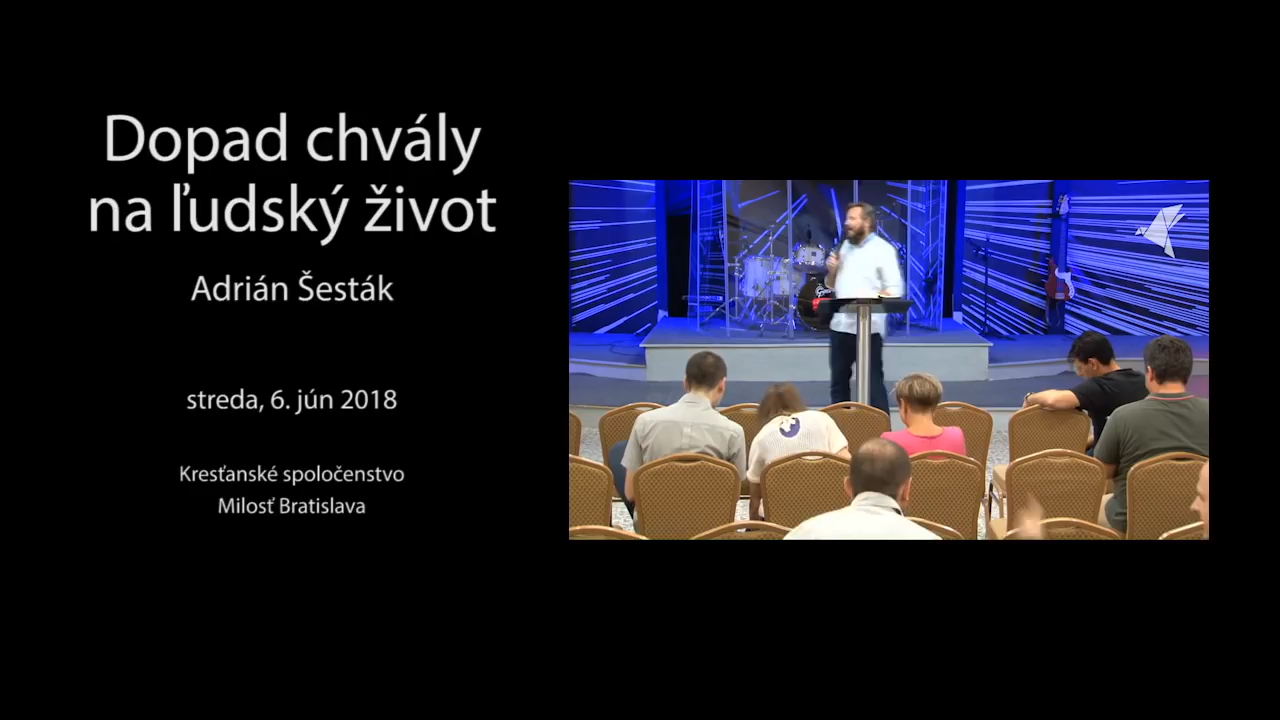 Dopad chvály
na ľudský život
Adrián Šesták
streda, 6. jún 2018
Kresťanské spoločenstvo
Milosť Bratislava